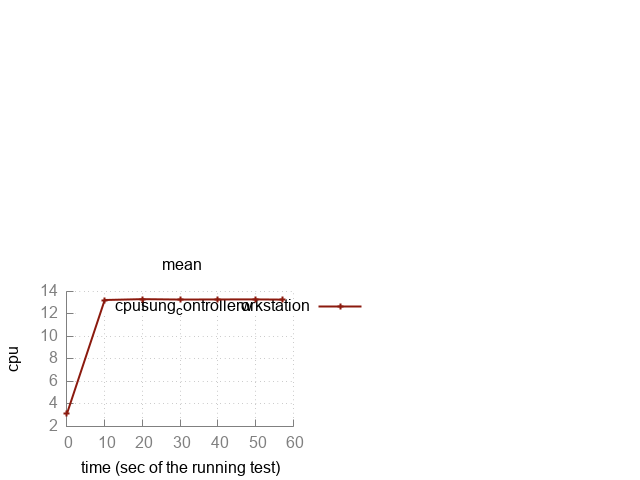 mean
14
cpusung_controllerworkstation
12
10
8
6
4
2
cpu
0 10 20 30 40 50 60
time (sec of the running test)